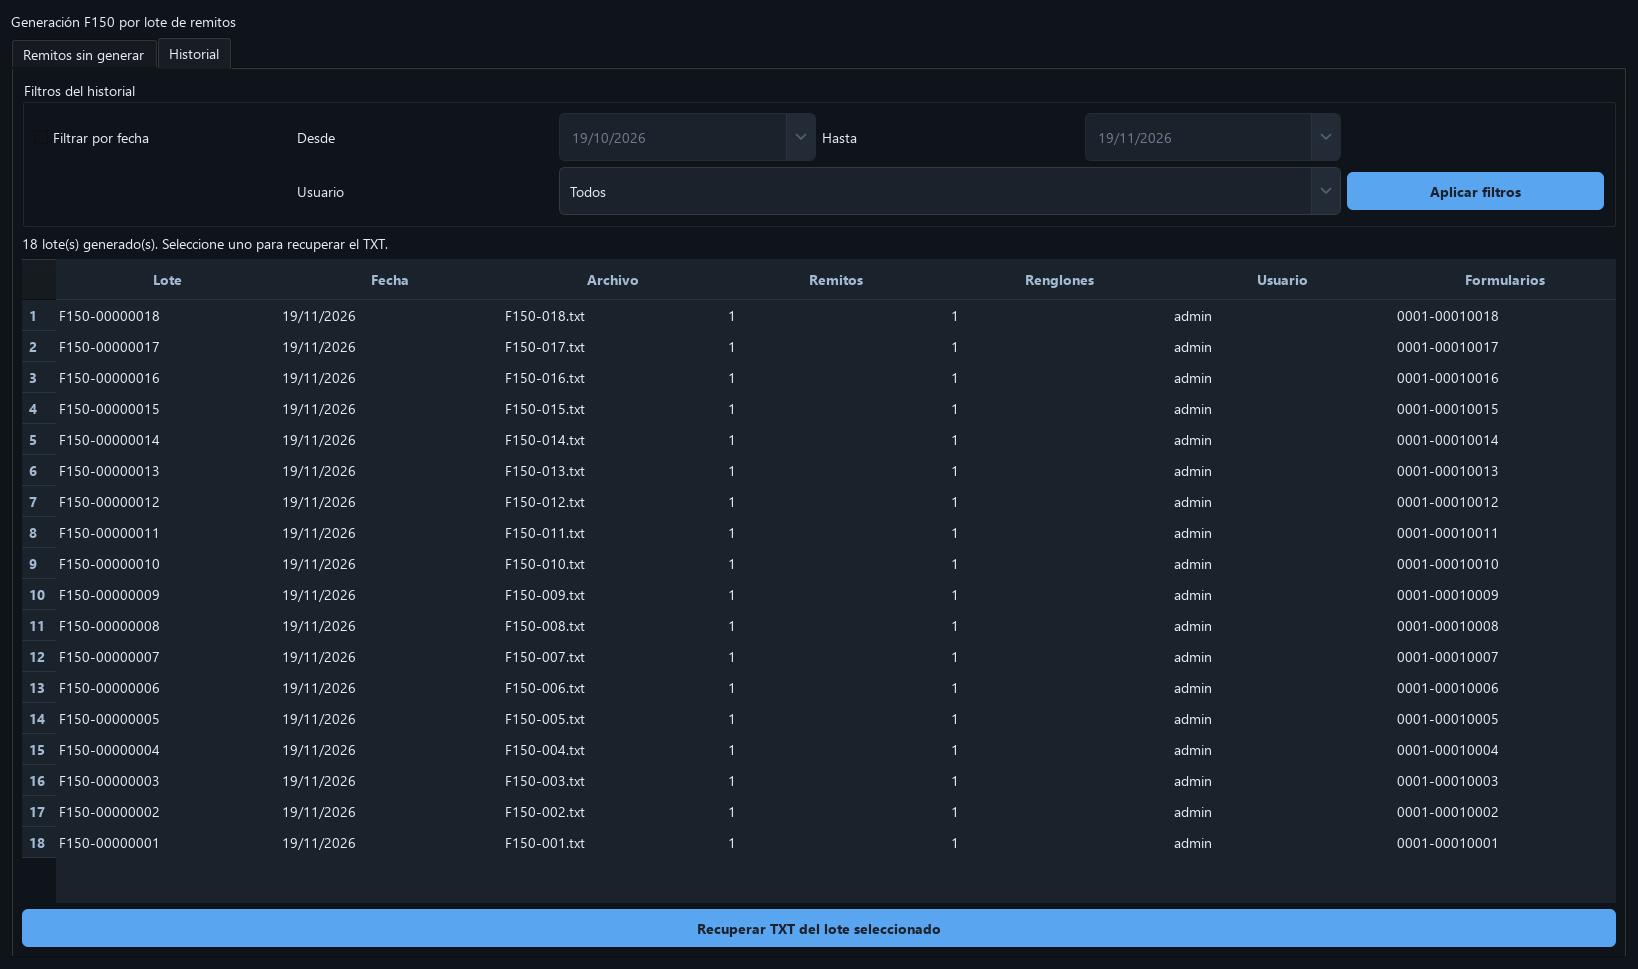 Generación F150 por lote de remitos
Remitos sin generar Historial
Filtros del historial
Filtrar por fecha Desde 19/10/2026 Hasta 19/11/2026
Usuario Todos Aplicar filtros
18 lote(s) generado(s). Seleccione uno para recuperar el TXT.
Lote Fecha Archivo Remitos Renglones Usuario Formularios
1 F150-00000018 19/11/2026 F150-018.txt 1 1 admin 0001-00010018
2 F150-00000017 19/11/2026 F150-017.txt 1 1 admin 0001-00010017
3 F150-00000016 19/11/2026 F150-016.txt 1 1 admin 0001-00010016
4 F150-00000015 19/11/2026 F150-015.txt 1 1 admin 0001-00010015
5 F150-00000014 19/11/2026 F150-014.txt 1 1 admin 0001-00010014
6 F150-00000013 19/11/2026 F150-013.txt 1 1 admin 0001-00010013
7 F150-00000012 19/11/2026 F150-012.txt 1 1 admin 0001-00010012
8 F150-00000011 19/11/2026 F150-011.txt 1 1 admin 0001-00010011
9 F150-00000010 19/11/2026 F150-010.txt 1 1 admin 0001-00010010
10 F150-00000009 19/11/2026 F150-009.txt 1 1 admin 0001-00010009
11 F150-00000008 19/11/2026 F150-008.txt 1 1 admin 0001-00010008
12 F150-00000007 19/11/2026 F150-007.txt 1 1 admin 0001-00010007
13 F150-00000006 19/11/2026 F150-006.txt 1 1 admin 0001-00010006
14 F150-00000005 19/11/2026 F150-005.txt 1 1 admin 0001-00010005
15 F150-00000004 19/11/2026 F150-004.txt 1 1 admin 0001-00010004
16 F150-00000003 19/11/2026 F150-003.txt 1 1 admin 0001-00010003
17 F150-00000002 19/11/2026 F150-002.txt 1 1 admin 0001-00010002
18 F150-00000001 19/11/2026 F150-001.txt 1 1 admin 0001-00010001
Recuperar TXT del lote seleccionado